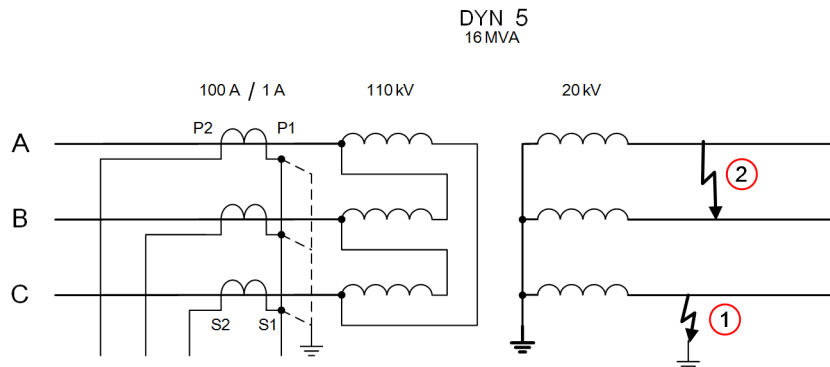 DYN 5
16 MVA
100 A / 1 A
110 kV
20 kV
P2
P1
A
2
B
C
S2
S1
1